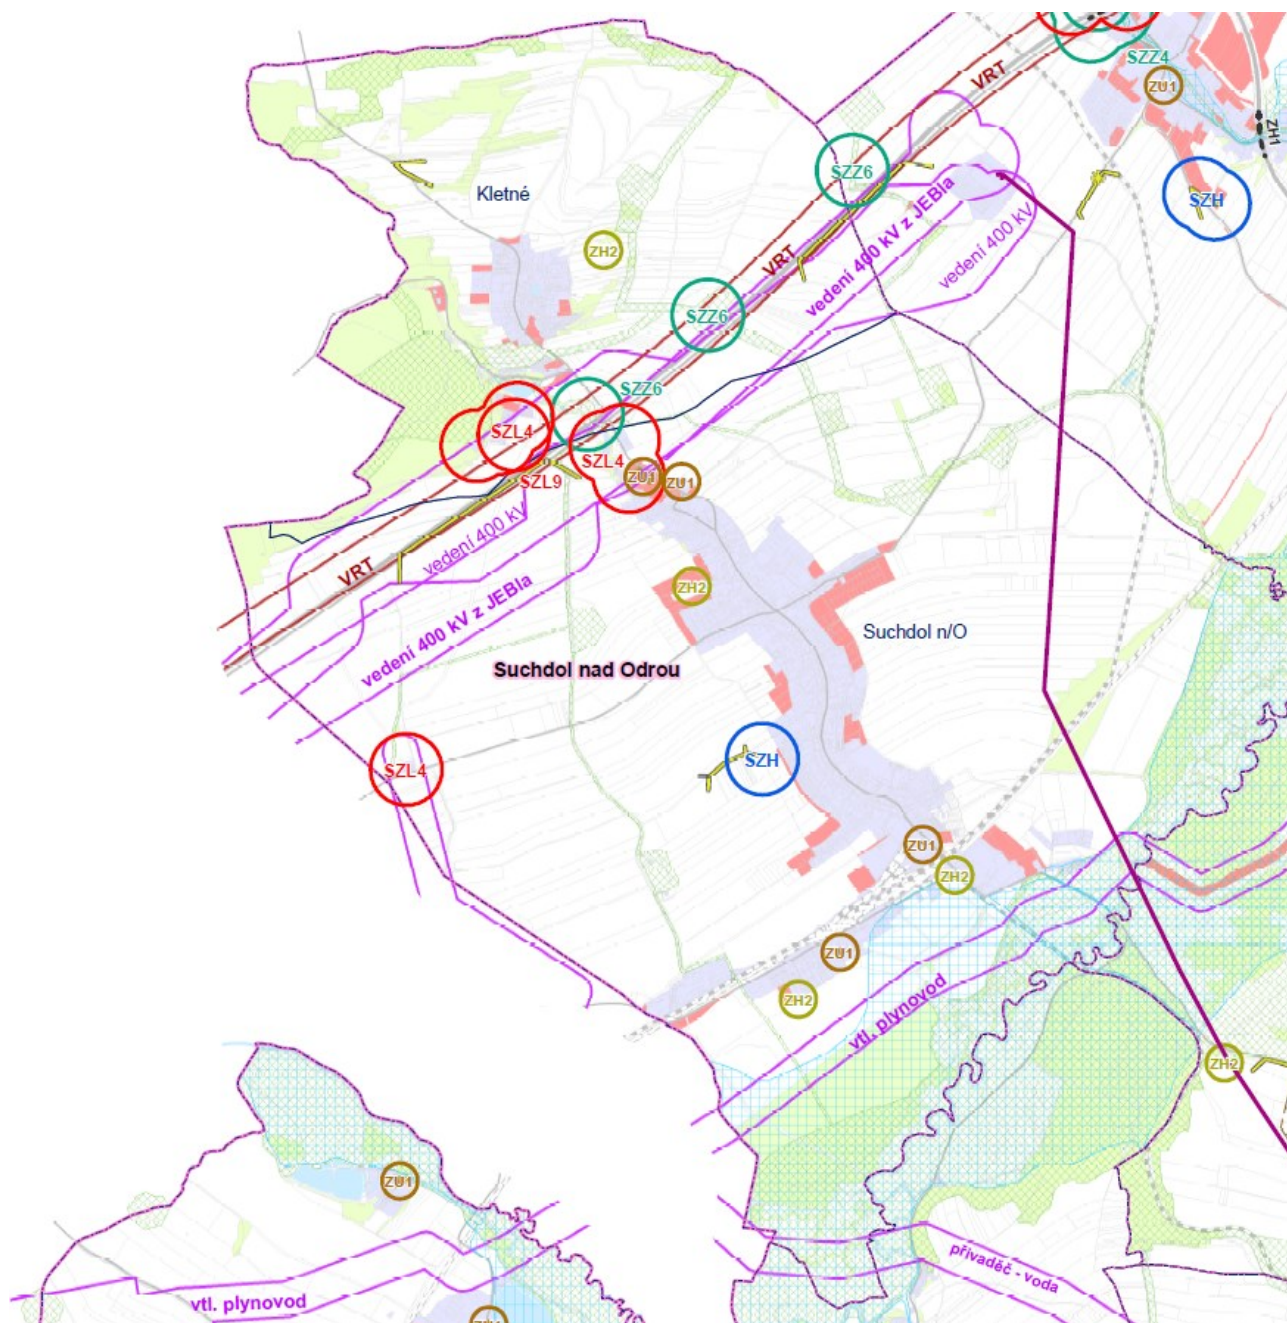 SZZ4
VRT
ZU1
ZH1
SZZ6
SZH
Kletné
vedení 400 kV z JEBla
vedení 400 kV
ZH2
VRT
SZZ6
SZZ6
SZL4
SZL4
SZL9
ZU1
ZU1
vedení 400 kV
VRT
ZH2
vedení 400 kV z JEBla
Suchdol n/O
Suchdol nad Odrou
SZH
SZL4
ZU1
ZH2
ZU1
ZH2
vtl. plynovod
ZH2
ZU1
přivaděč - voda
vtl. plynovod
ZU1